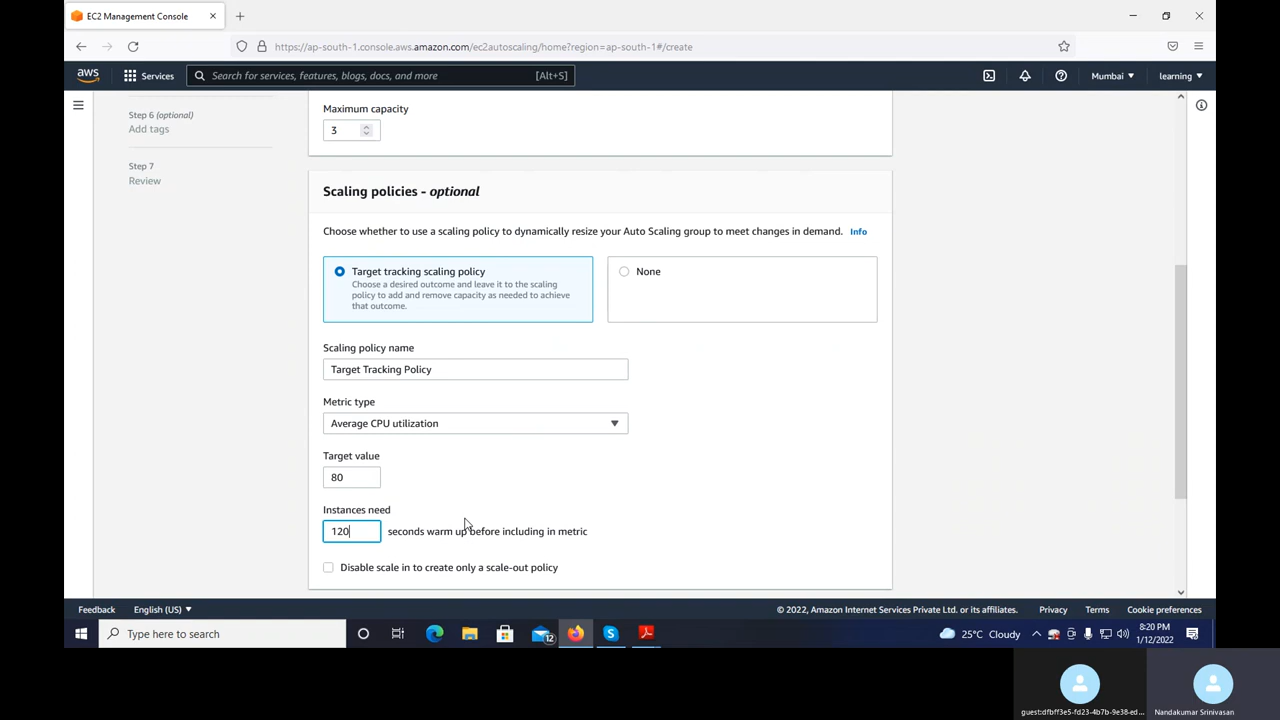 EC2 Management Console
https://ap-south-1.console.aws.amazon.com/ec2autoscaling/home?region=ap-south-1#/create
aws
Services
Search for services, features, blogs, docs, and more
[Alt+S]
Mumbai
learning
Step 6 (optional)
Add tags
Step 7
Review
Maximum capacity
3
Scaling policies - optional
Choose whether to use a scaling policy to dynamically resize your Auto Scaling group to meet changes in demand. Info
Target tracking scaling policy
Choose a desired outcome and leave it to the scaling
policy to add and remove capacity as needed to achieve
that outcome.
None
Scaling policy name
Target Tracking Policy
Metric type
Average CPU utilization
Target value
80
Instances need
120 seconds warm up before including in metric
Disable scale in to create only a scale-out policy
Feedback
English (US)
© 2022, Amazon Internet Services Private Ltd. or its affiliates.
Privacy
Terms
Cookie preferences
Type here to search
12
25°C Cloudy
8:20 PM
1/12/2022
guest:dfbff3e5-fd23-4b7b-9e38-ed...
Nandakumar Srinivasan